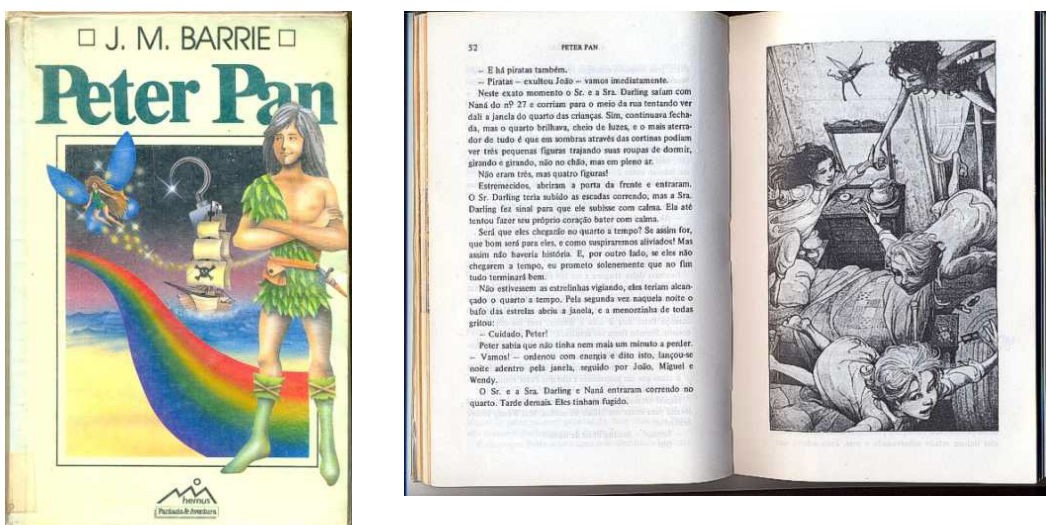 □ J. M. BARRIE □
Peter Pan
hemus
Fantasia & Aventura
52 PETER PAN
– E há piratas também.
– Piratas – exultou João – vamos imediatamente.
Neste exato momento o Sr. e a Sra. Darling saíam com
Naná do nº 27 e corriam para o meio da rua tentando ver
dali a janela do quarto das crianças. Sim, continuava fecha-
da, mas o quarto brilhava, cheio de luzes, e o mais aterra-
dor de tudo é que em sombras através das cortinas podiam
ver três pequenas figuras trajando suas roupas de dormir,
girando e girando, não no chão, mas em pleno ar.
Não eram três, mas quatro figuras!
Estremecidos, abriram a porta da frente e entraram.
O Sr. Darling teria subido as escadas correndo, mas a Sra.
Darling fez sinal para que ele subisse com calma. Ela até
tentou fazer seu próprio coração bater com calma.
Será que eles chegarão no quarto a tempo? Se assim for,
que bom será para eles, e como suspiraremos aliviados! Mas
assim não haveria história. E, por outro lado, se eles não
chegarem a tempo, eu prometo solenemente que no fim
tudo terminará bem.
Não estivessem as estrelinhas vigiando, eles teriam alcan-
çado o quarto a tempo. Pela segunda vez naquela noite o
bafo das estrelas abriu a janela, e a menorzinha de todas
gritou:
– Cuidado, Peter!
Peter sabia que não tinha nem mais um minuto a perder.
– Vamos! – ordenou com energia e dito isto, lançou-se
noite adentro pela janela, seguido por João, Miguel e
Wendy.
O Sr. e a Sra. Darling e Naná entraram correndo no
quarto. Tarde demais. Eles tinham fugido.